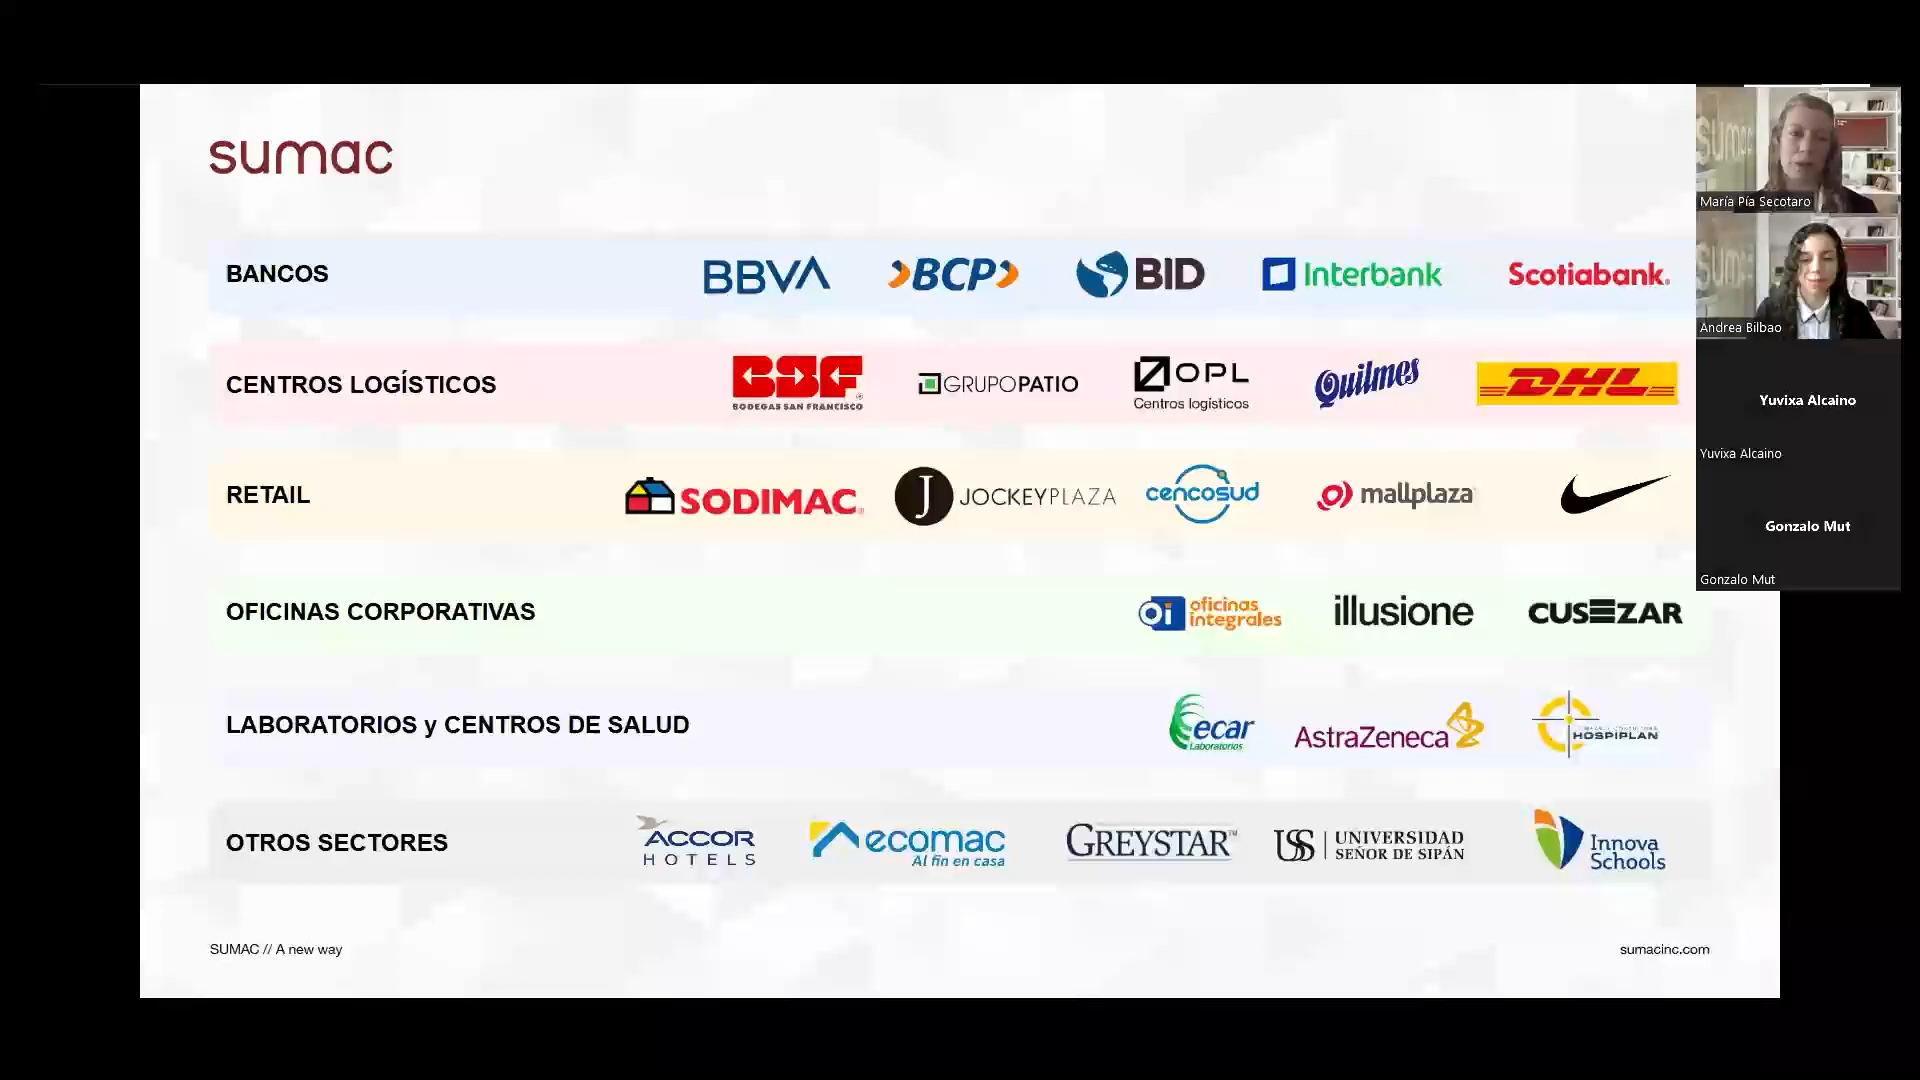 sumac
BANCOS
BBVA
BCP
BID
Interbank
Scotiabank.
CENTROS LOGÍSTICOS
BSF
BODEGAS SAN FRANCISCO
GRUPOPATIO
OPL
Centros logísticos
Quilmes
DHL
RETAIL
SODIMAC
J
JOCKEYPLAZA
cencosud
mallplaza
OFICINAS CORPORATIVAS
oi
oficinas
integrales
illusione
CUSEZAR
LABORATORIOS y CENTROS DE SALUD
ecar
Laboratorios
AstraZeneca
HOSPIPLAN
OTROS SECTORES
ACCOR
HOTELS
ecomac
Al fin en casa
GREYSTAR™
USS
UNIVERSIDAD
SEÑOR DE SIPÁN
Innova
Schools
SUMAC // A new way
sumacinc.com
María Pía Secotaro
Andrea Bilbao
Yuvixa Alcaino
Yuvixa Alcaino
Gonzalo Mut
Gonzalo Mut